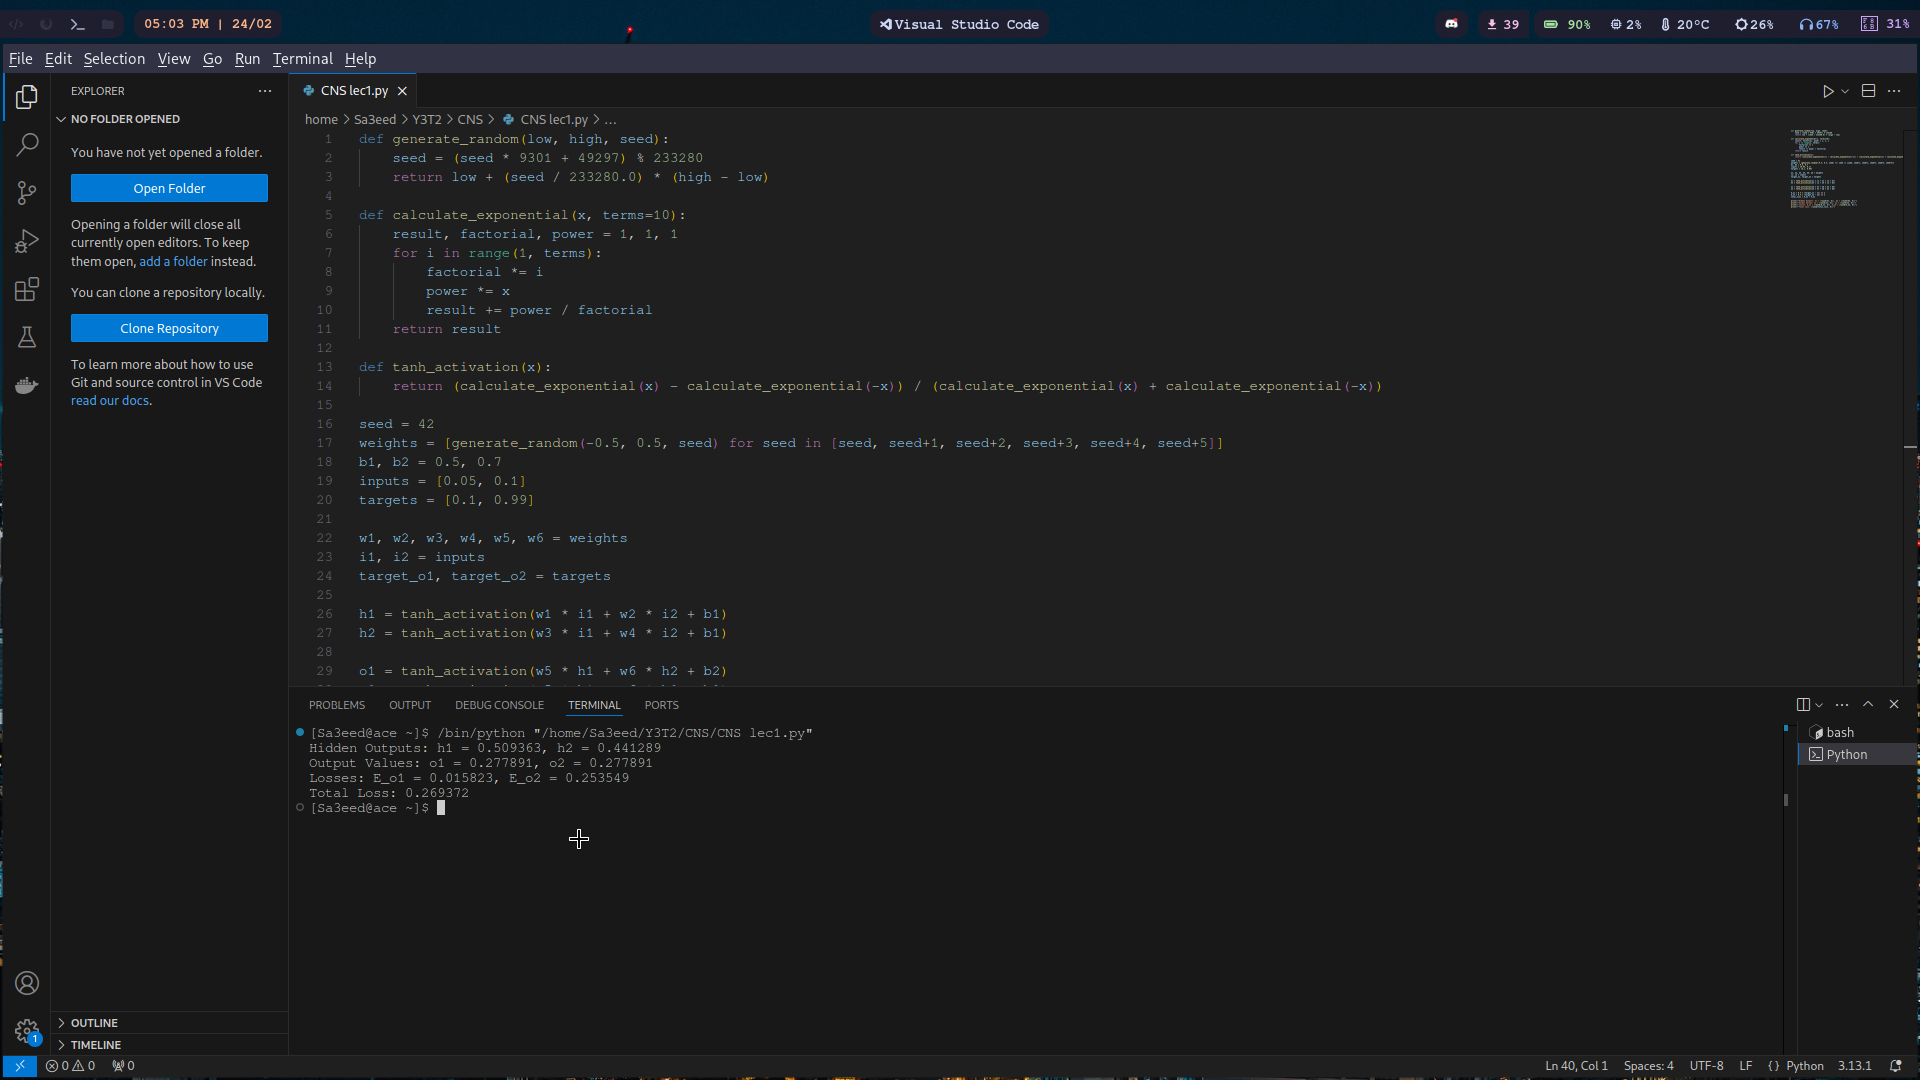 05:03 PM | 24/02
Visual Studio Code
39
90%
2%
20°C
26%
67%
31%
File Edit Selection View Go Run Terminal Help
EXPLORER
NO FOLDER OPENED
You have not yet opened a folder.
Open Folder
Opening a folder will close all
currently open editors. To keep
them open, add a folder instead.
You can clone a repository locally.
Clone Repository
To learn more about how to use
Git and source control in VS Code
read our docs.
OUTLINE
TIMELINE
CNS lec1.py
home > Sa3eed > Y3T2 > CNS > CNS lec1.py > ...
1 def generate_random(low, high, seed):
2 seed = (seed * 9301 + 49297) % 233280
3 return low + (seed / 233280.0) * (high - low)
4
5 def calculate_exponential(x, terms=10):
6 result, factorial, power = 1, 1, 1
7 for i in range(1, terms):
8 factorial *= i
9 power *= x
10 result += power / factorial
11 return result
12
13 def tanh_activation(x):
14 return (calculate_exponential(x) - calculate_exponential(-x)) / (calculate_exponential(x) + calculate_exponential(-x))
15
16 seed = 42
17 weights = [generate_random(-0.5, 0.5, seed) for seed in [seed, seed+1, seed+2, seed+3, seed+4, seed+5]]
18 b1, b2 = 0.5, 0.7
19 inputs = [0.05, 0.1]
20 targets = [0.1, 0.99]
21
22 w1, w2, w3, w4, w5, w6 = weights
23 i1, i2 = inputs
24 target_o1, target_o2 = targets
25
26 h1 = tanh_activation(w1 * i1 + w2 * i2 + b1)
27 h2 = tanh_activation(w3 * i1 + w4 * i2 + b1)
28
29 o1 = tanh_activation(w5 * h1 + w6 * h2 + b2)
PROBLEMS OUTPUT DEBUG CONSOLE TERMINAL PORTS
[Sa3eed@ace ~]$ /bin/python "/home/Sa3eed/Y3T2/CNS/CNS lec1.py"
Hidden Outputs: h1 = 0.509363, h2 = 0.441289
Output Values: o1 = 0.277891, o2 = 0.277891
Losses: E_o1 = 0.015823, E_o2 = 0.253549
Total Loss: 0.269372
[Sa3eed@ace ~]$
bash
Python
1
0 0 0
Ln 40, Col 1 Spaces: 4 UTF-8 LF { } Python 3.13.1